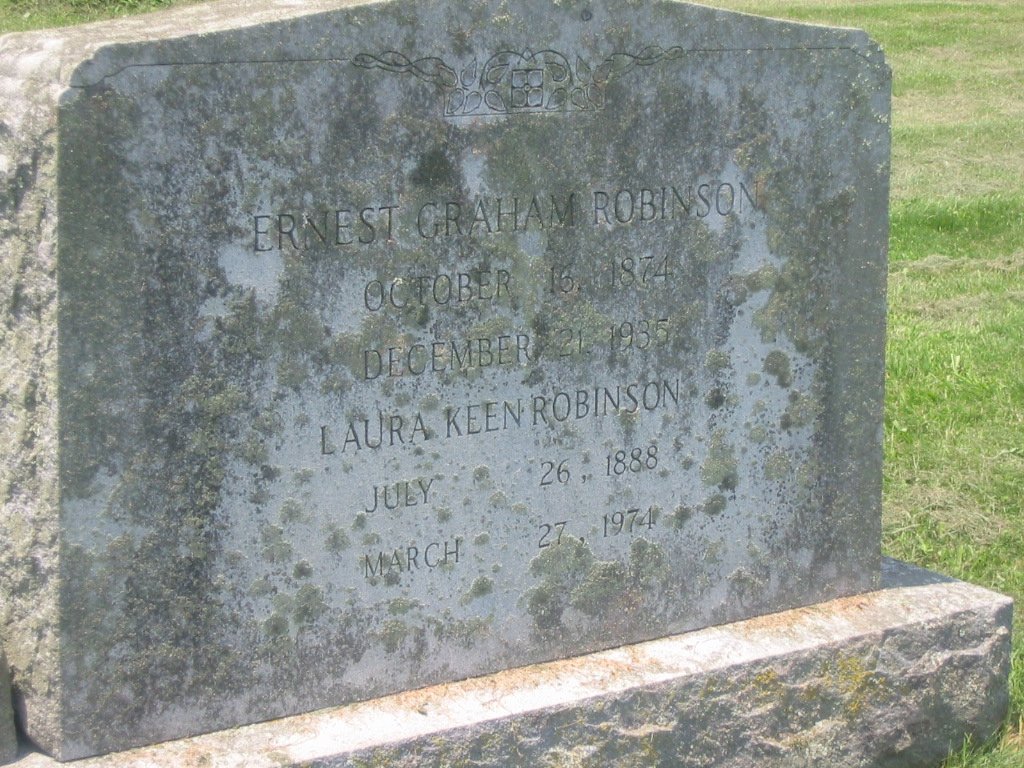 ERNEST GRAHAM ROBINSON
OCTOBER 16, 1874
DECEMBER 21, 1935
LAURA KEEN ROBINSON
JULY 26, 1888
MARCH 27, 1974